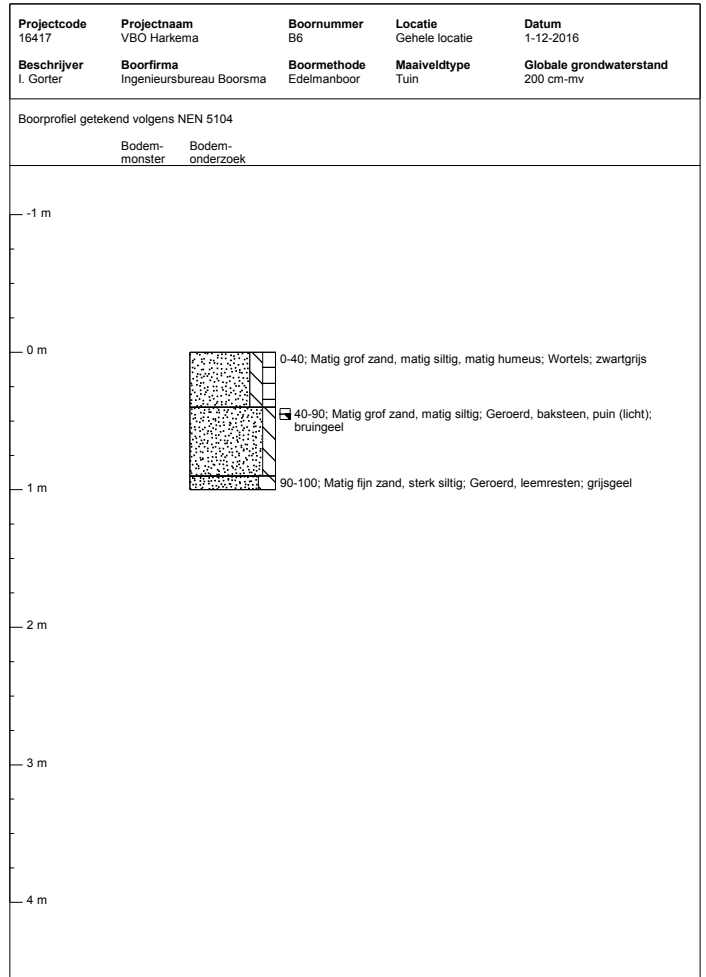 Projectcode Projectnaam Boornummer Locatie Datum
16417 VBO Harkema B6 Gehele locatie 1-12-2016
Beschrijver Boorfirma Boormethode Maaiveldtype Globale grondwaterstand
I. Gorter Ingenieursbureau Boorsma Edelmanboor Tuin 200 cm-mv
Boorprofiel getekend volgens NEN 5104
Bodem- Bodem-
monster onderzoek
-1 m
0 m
0-40; Matig grof zand, matig siltig, matig humeus; Wortels; zwartgrijs
40-90; Matig grof zand, matig siltig; Geroerd, baksteen, puin (licht);
bruingeel
90-100; Matig fijn zand, sterk siltig; Geroerd, leemresten; grijsgeel
1 m
2 m
3 m
4 m